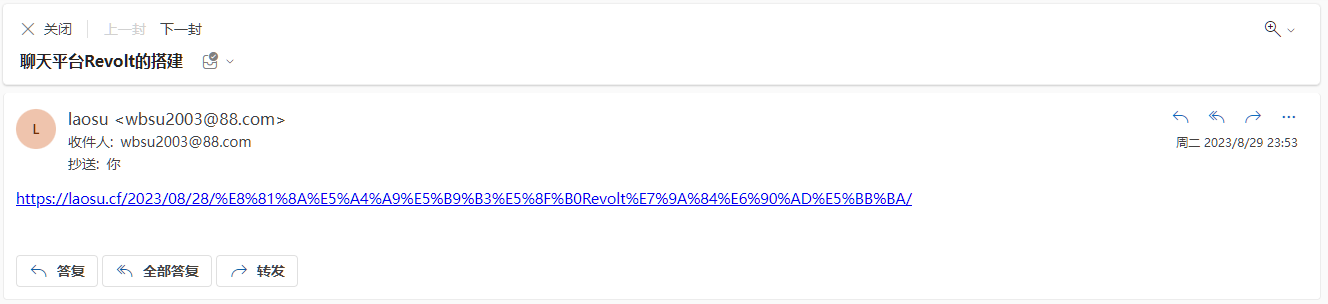 关闭 上一封 下一封
聊天平台Revolt的搭建
L
laosu <wbsu2003@88.com>
收件人: wbsu2003@88.com
周二 2023/8/29 23:53
抄送: 你
https://laosu.cf/2023/08/28/%E8%81%8A%E5%A4%A9%E5%B9%B3%E5%8F%B0Revolt%E7%9A%84%E6%90%AD%E5%BB%BA/
答复 全部答复 转发